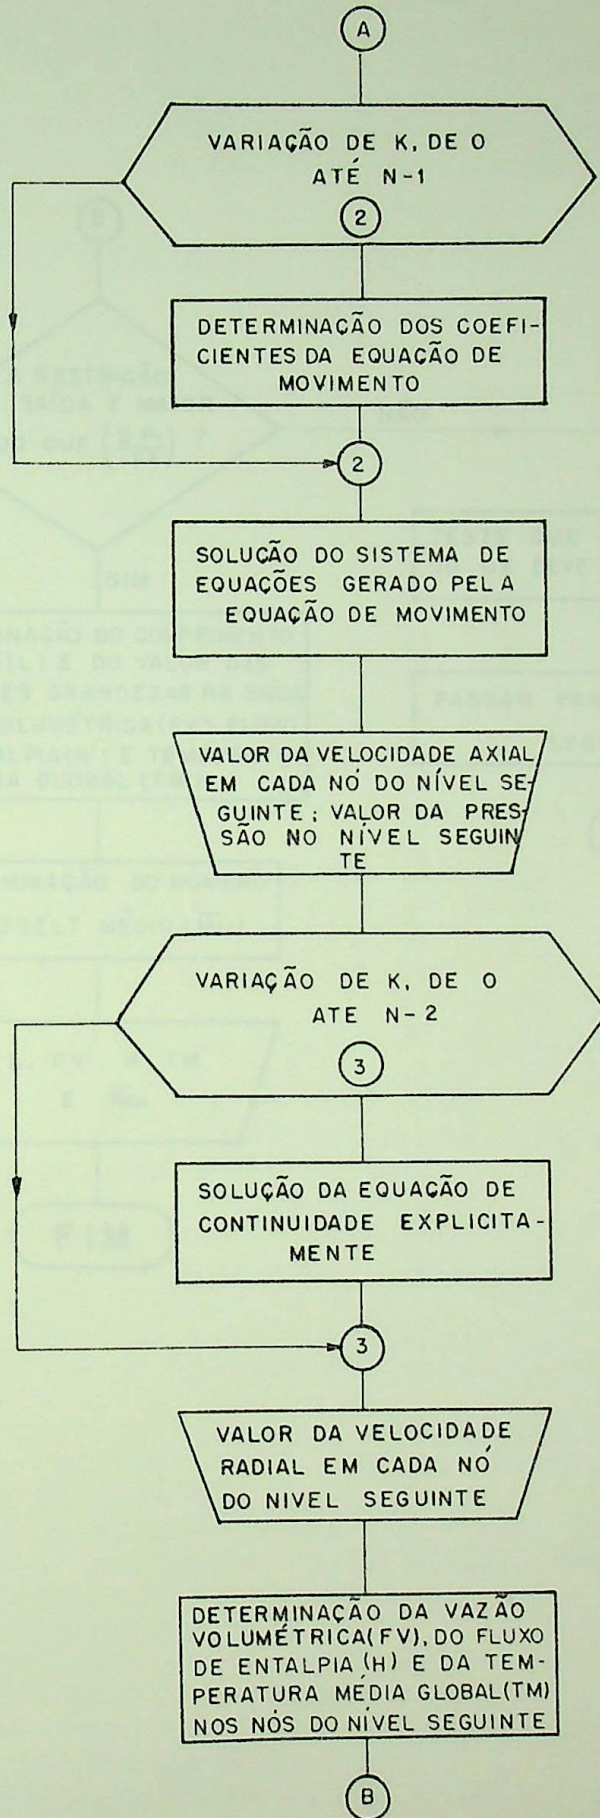 A
VARIAÇÃO DE K, DE O
ATÉ N-1
2
DETERMINAÇÃO DOS COEFI-
CIENTES DA EQUAÇÃO DE
MOVIMENTO
2
SOLUÇÃO DO SISTEMA DE
EQUAÇÕES GERADO PELA
EQUAÇÃO DE MOVIMENTO
VALOR DA VELOCIDADE AXIAL
EM CADA NÓ DO NÍVEL SE-
GUINTE; VALOR DA PRES-
SÃO NO NÍVEL SEGUIN
TE
VARIAÇÃO DE K, DE O
ATE N-2
3
SOLUÇÃO DA EQUAÇÃO DE
CONTINUIDADE EXPLICITA-
MENTE
3
VALOR DA VELOCIDADE
RADIAL EM CADA NÓ
DO NIVEL SEGUINTE
DETERMINAÇÃO DA VAZÃO
VOLUMÉTRICA(FV), DO FLUXO
DE ENTALPIA (H) E DA TEM-
PERATURA MÉDIA GLOBAL(TM)
NOS NÓS DO NÍVEL SEGUINTE
B
SIM
FIM